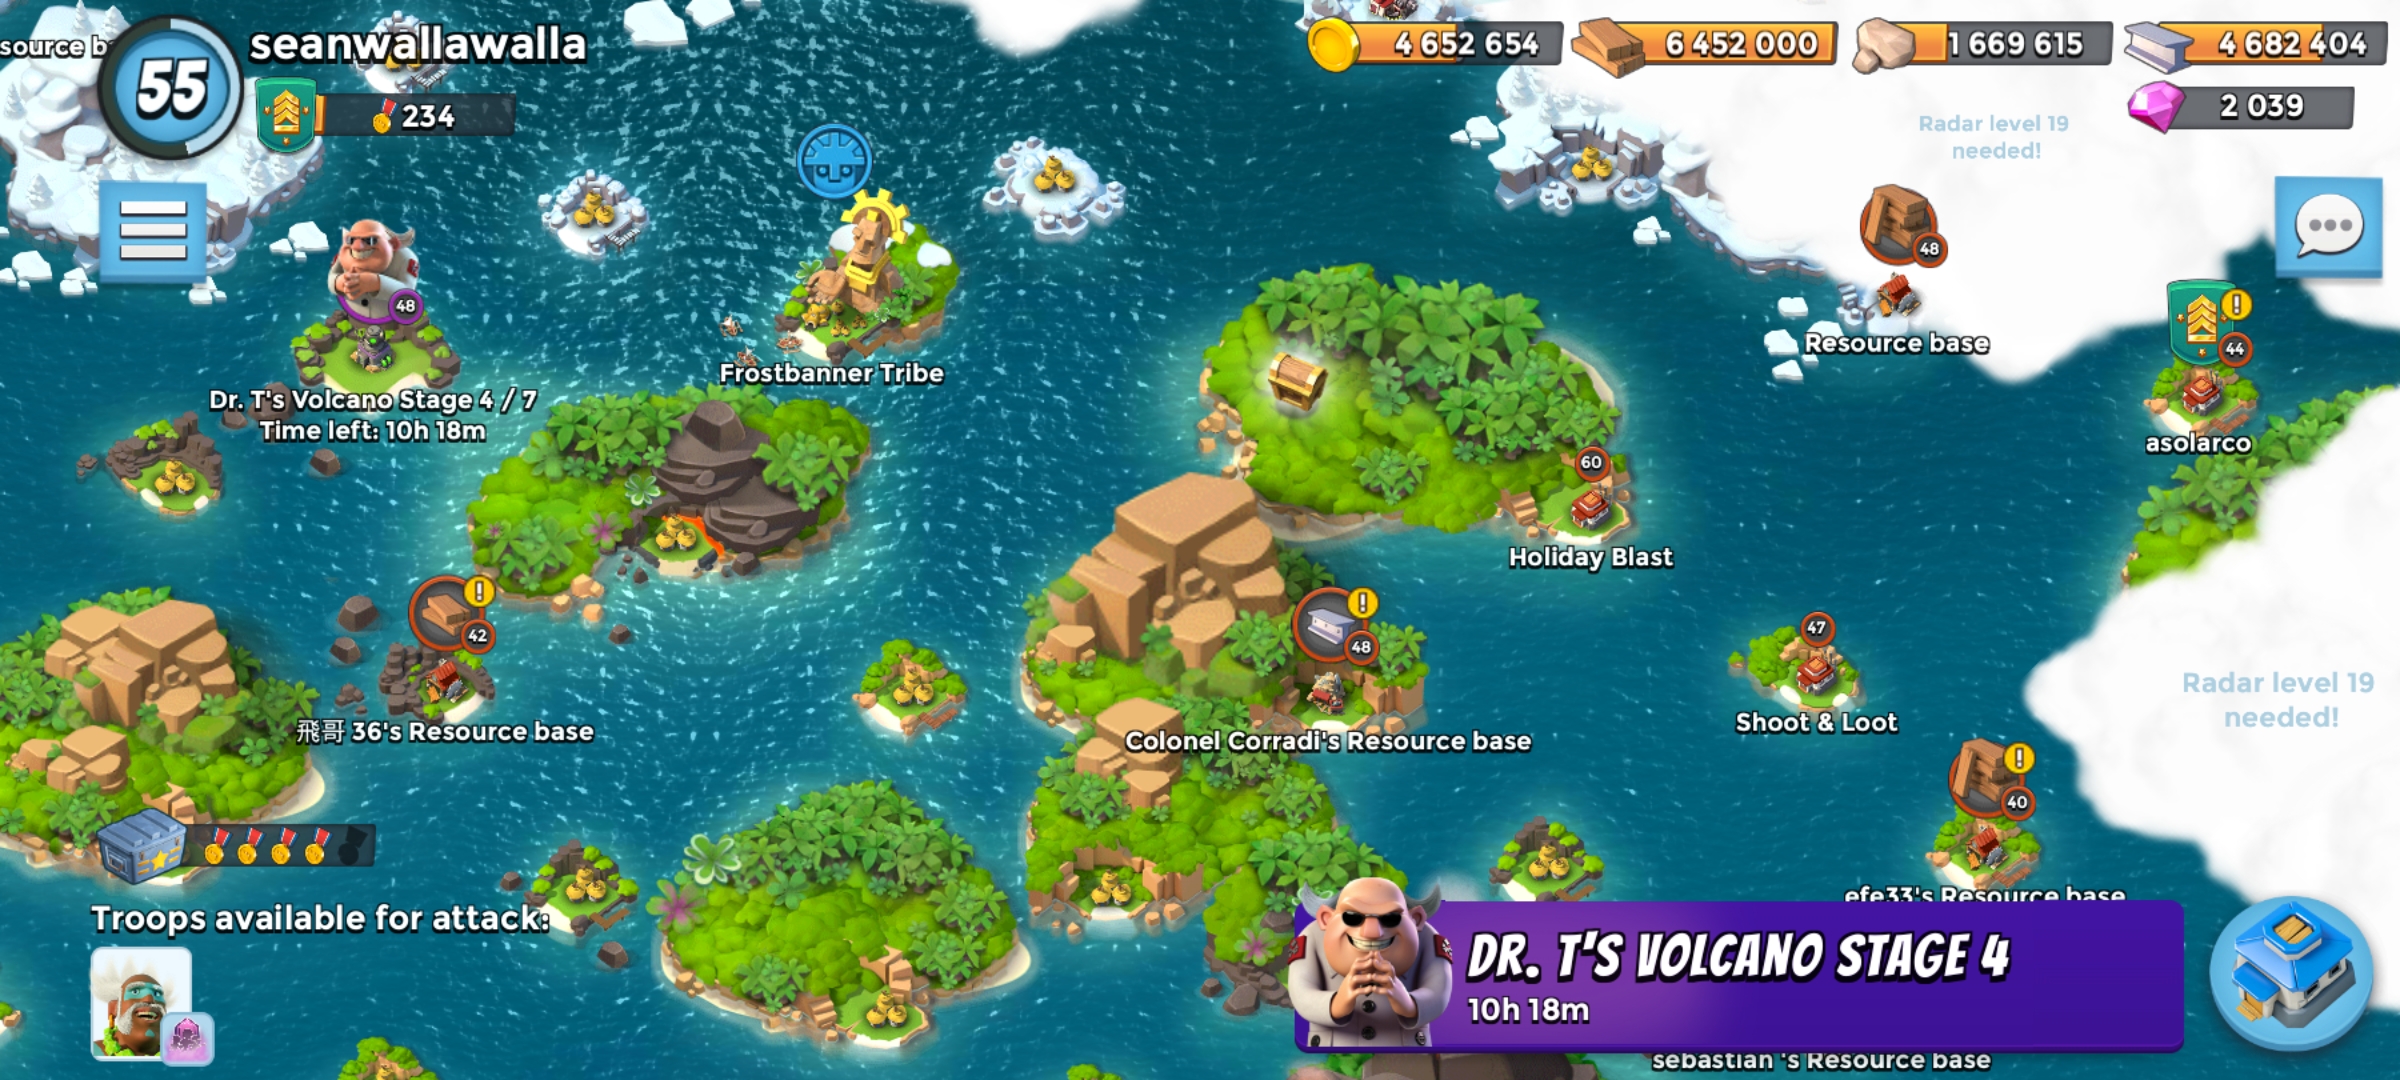 source b
55
seanwallawalla
234
4 652 654
6 452 000
1 669 615
4 682 404
2 039
Radar level 19
needed!
48
Dr. T's Volcano Stage 4 / 7
Time left: 10h 18m
Frostbanner Tribe
48
Resource base
44
asolarco
60
Holiday Blast
42
飛哥 36's Resource base
48
Colonel Corradi's Resource base
47
Shoot & Loot
Radar level 19
needed!
40
efe33's Resource base
Troops available for attack:
DR. T'S VOLCANO STAGE 4
10h 18m
sebastian 's Resource base